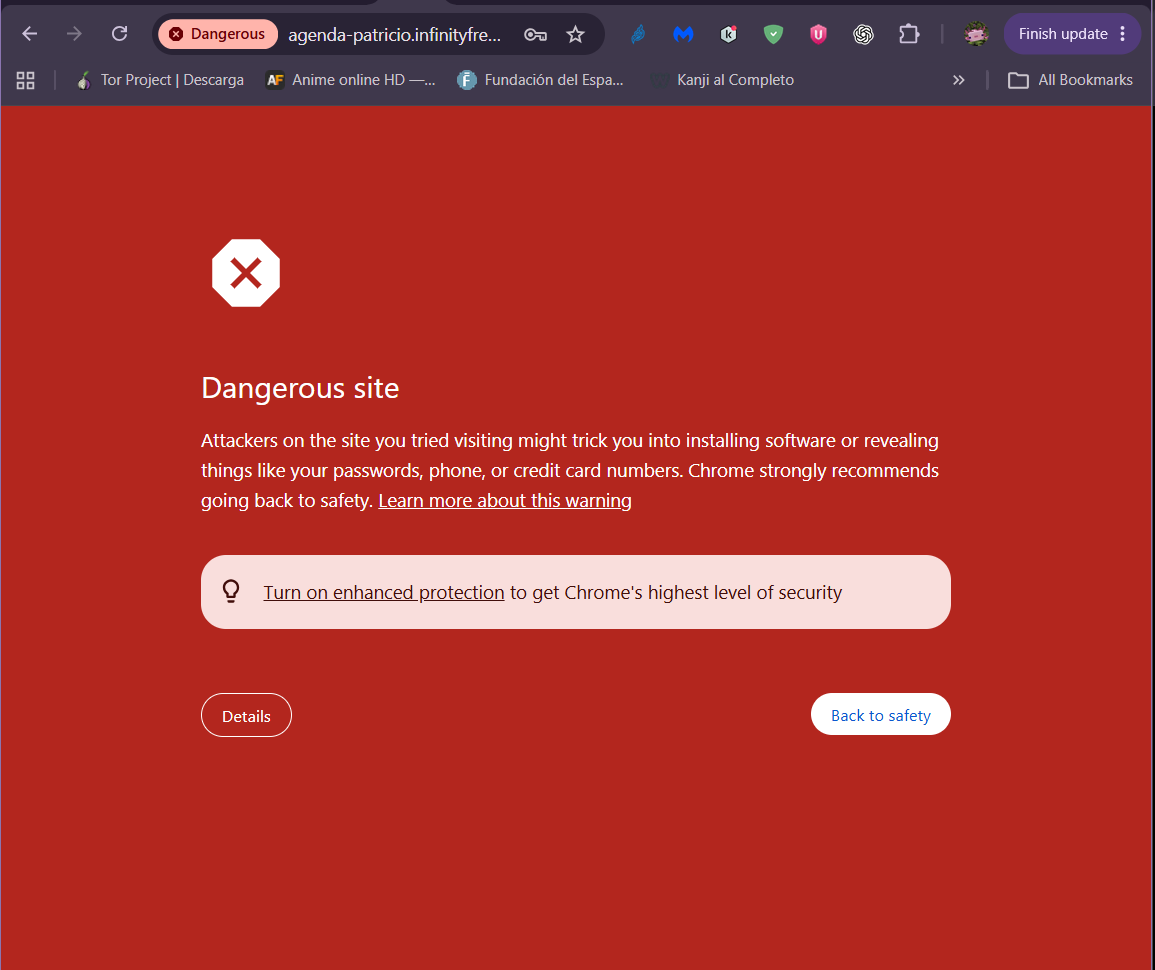 Dangerous
agenda-patricio.infinityfre...
Finish update
Tor Project | Descarga
AF
Anime online HD —...
F
Fundación del Espa...
Kanji al Completo
All Bookmarks
Dangerous site
Attackers on the site you tried visiting might trick you into installing software or revealing
things like your passwords, phone, or credit card numbers. Chrome strongly recommends
going back to safety. Learn more about this warning
Turn on enhanced protection to get Chrome's highest level of security
Details
Back to safety